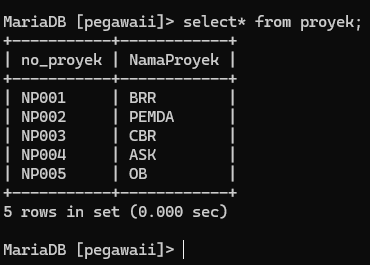 MariaDB [pegawaii]> select* from proyek;
+-----------+------------+
| no_proyek | NamaProyek |
+-----------+------------+
| NP001     | BRR        |
| NP002     | PEMDA      |
| NP003     | CBR        |
| NP004     | ASK        |
| NP005     | OB         |
+-----------+------------+
5 rows in set (0.000 sec)
MariaDB [pegawaii]>